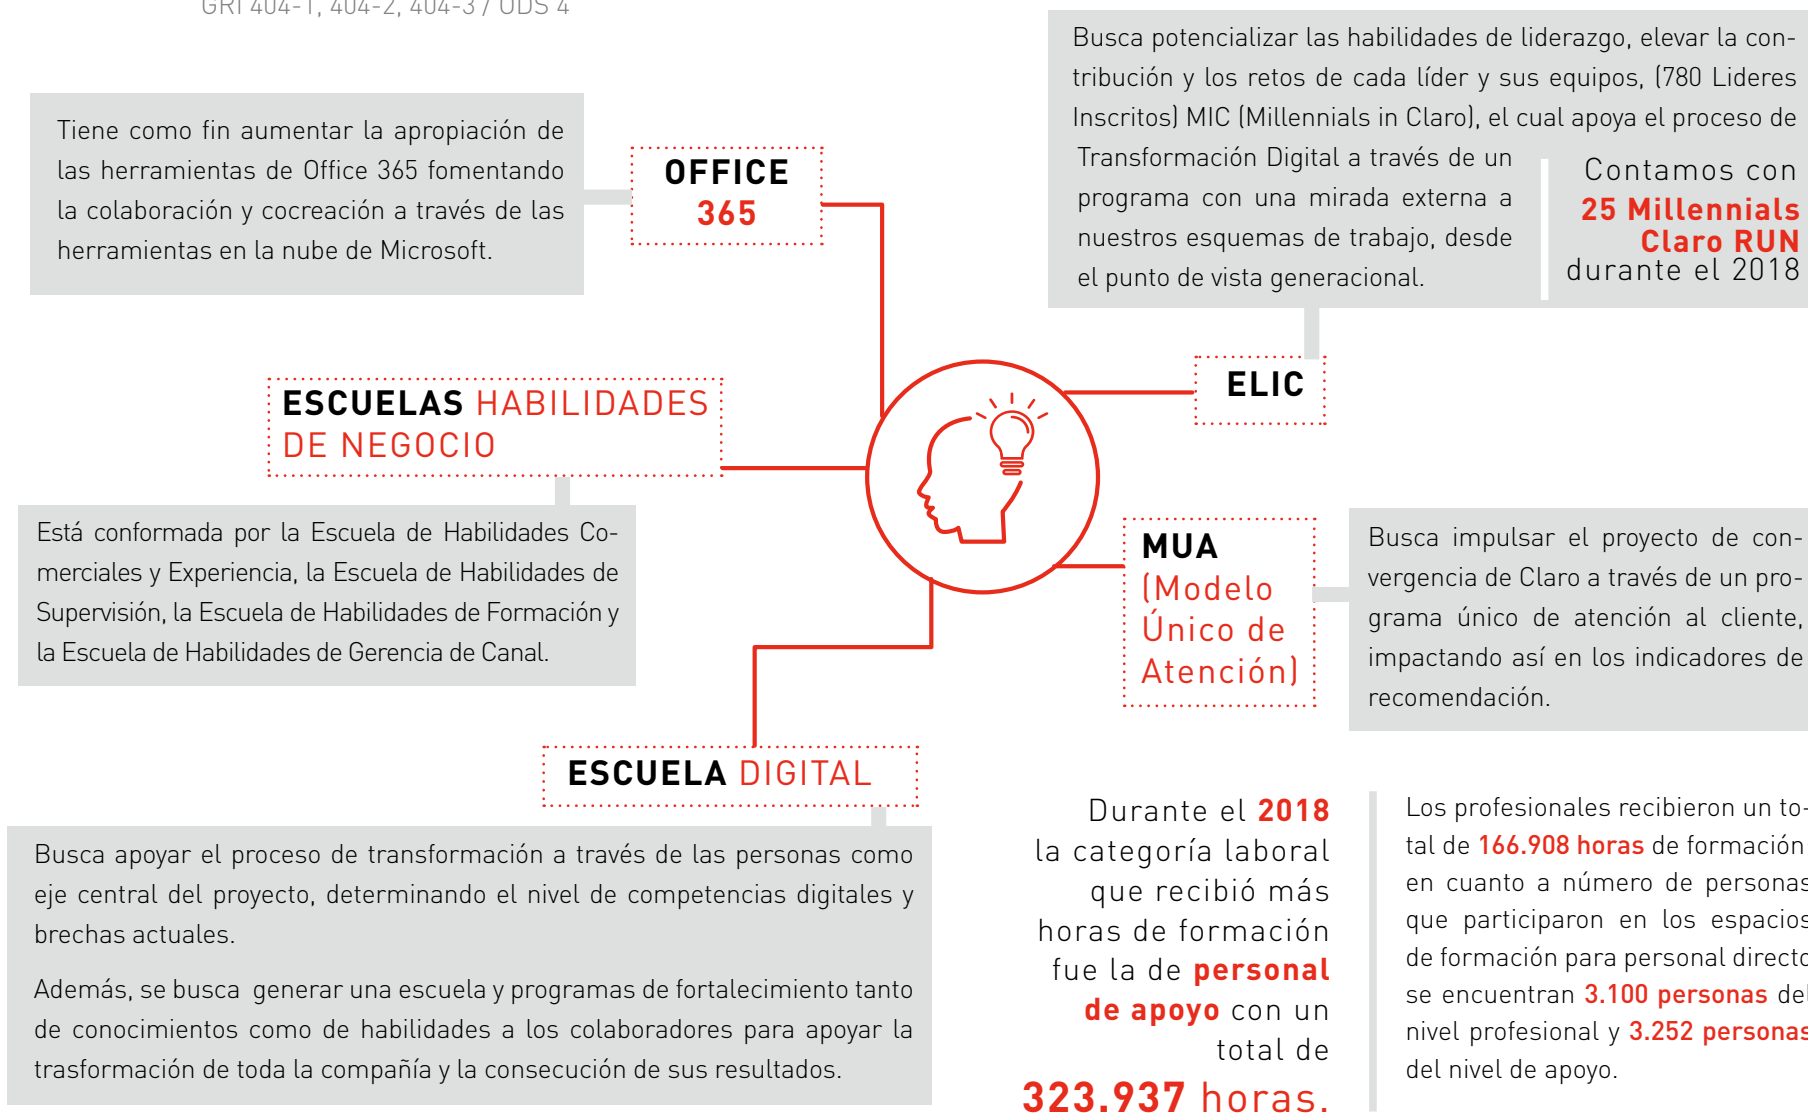 GRI 404-1, 404-2, 404-3 / ODS 4
Tiene como fin aumentar la apropiación de
las herramientas de Office 365 fomentando
la colaboración y cocreación a través de las
herramientas en la nube de Microsoft.
OFFICE
365
Busca potencializar las habilidades de liderazgo, elevar la con-
tribución y los retos de cada líder y sus equipos, (780 Lideres
Inscritos) MIC (Millennials in Claro), el cual apoya el proceso de
Transformación Digital a través de un
programa con una mirada externa a
nuestros esquemas de trabajo, desde
el punto de vista generacional.
Contamos con
25 Millennials
Claro RUN
durante el 2018
ELIC
ESCUELAS HABILIDADES
DE NEGOCIO
Está conformada por la Escuela de Habilidades Co-
merciales y Experiencia, la Escuela de Habilidades de
Supervisión, la Escuela de Habilidades de Formación y
la Escuela de Habilidades de Gerencia de Canal.
MUA
(Modelo
Único de
Atención)
Busca impulsar el proyecto de con-
vergencia de Claro a través de un pro-
grama único de atención al cliente,
impactando así en los indicadores de
recomendación.
ESCUELA DIGITAL
Busca apoyar el proceso de transformación a través de las personas como
eje central del proyecto, determinando el nivel de competencias digitales y
brechas actuales.
Además, se busca generar una escuela y programas de fortalecimiento tanto
de conocimientos como de habilidades a los colaboradores para apoyar la
trasformación de toda la compañía y la consecución de sus resultados.
Durante el 2018
la categoría laboral
que recibió más
horas de formación
fue la de personal
de apoyo con un
total de
323.937 horas.
Los profesionales recibieron un to-
tal de 166.908 horas de formación
en cuanto a número de personas
que participaron en los espacios
de formación para personal directo
se encuentran 3.100 personas del
nivel profesional y 3.252 personas
del nivel de apoyo.